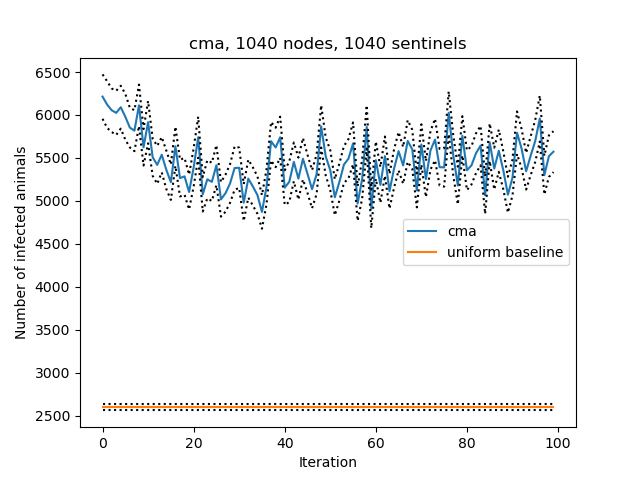 cma, 1040 nodes, 1040 sentinels
Number of infected animals
6500
6000
5500
5000
4500
4000
3500
3000
2500
cma
uniform baseline
0 20 40 60 80 100
Iteration